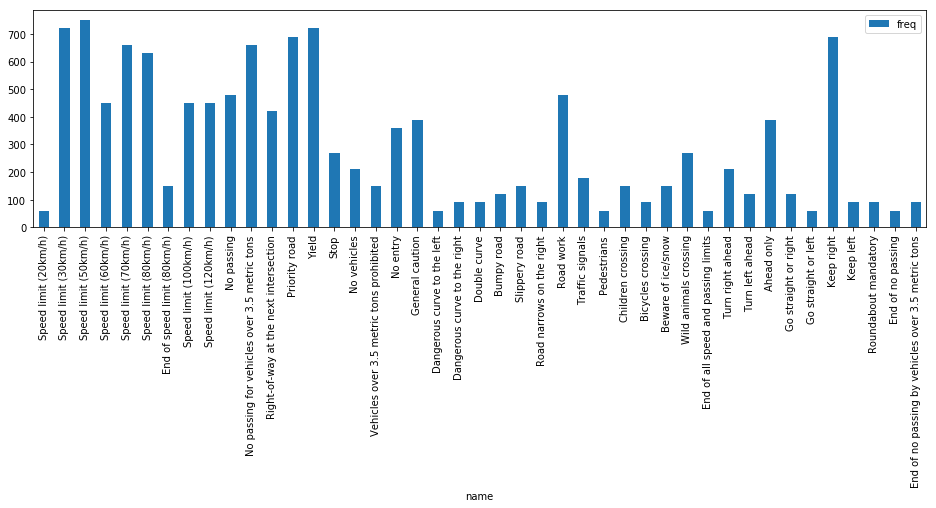 freq
700
600
500
400
300
200
100
0
Speed limit (20km/h)
Speed limit (30km/h)
Speed limit (50km/h)
Speed limit (60km/h)
Speed limit (70km/h)
Speed limit (80km/h)
End of speed limit (80km/h)
Speed limit (100km/h)
Speed limit (120km/h)
No passing
No passing for vehicles over 3.5 metric tons
Right-of-way at the next intersection
Priority road
Yield
Stop
No vehicles
Vehicles over 3.5 metric tons prohibited
No entry
General caution
Dangerous curve to the left
Dangerous curve to the right
Double curve
Bumpy road
Slippery road
Road narrows on the right
Road work
Traffic signals
Pedestrians
Children crossing
Bicycles crossing
Beware of ice/snow
Wild animals crossing
End of all speed and passing limits
Turn right ahead
Turn left ahead
Ahead only
Go straight or right
Go straight or left
Keep right
Keep left
Roundabout mandatory
End of no passing
End of no passing by vehicles over 3.5 metric tons
name